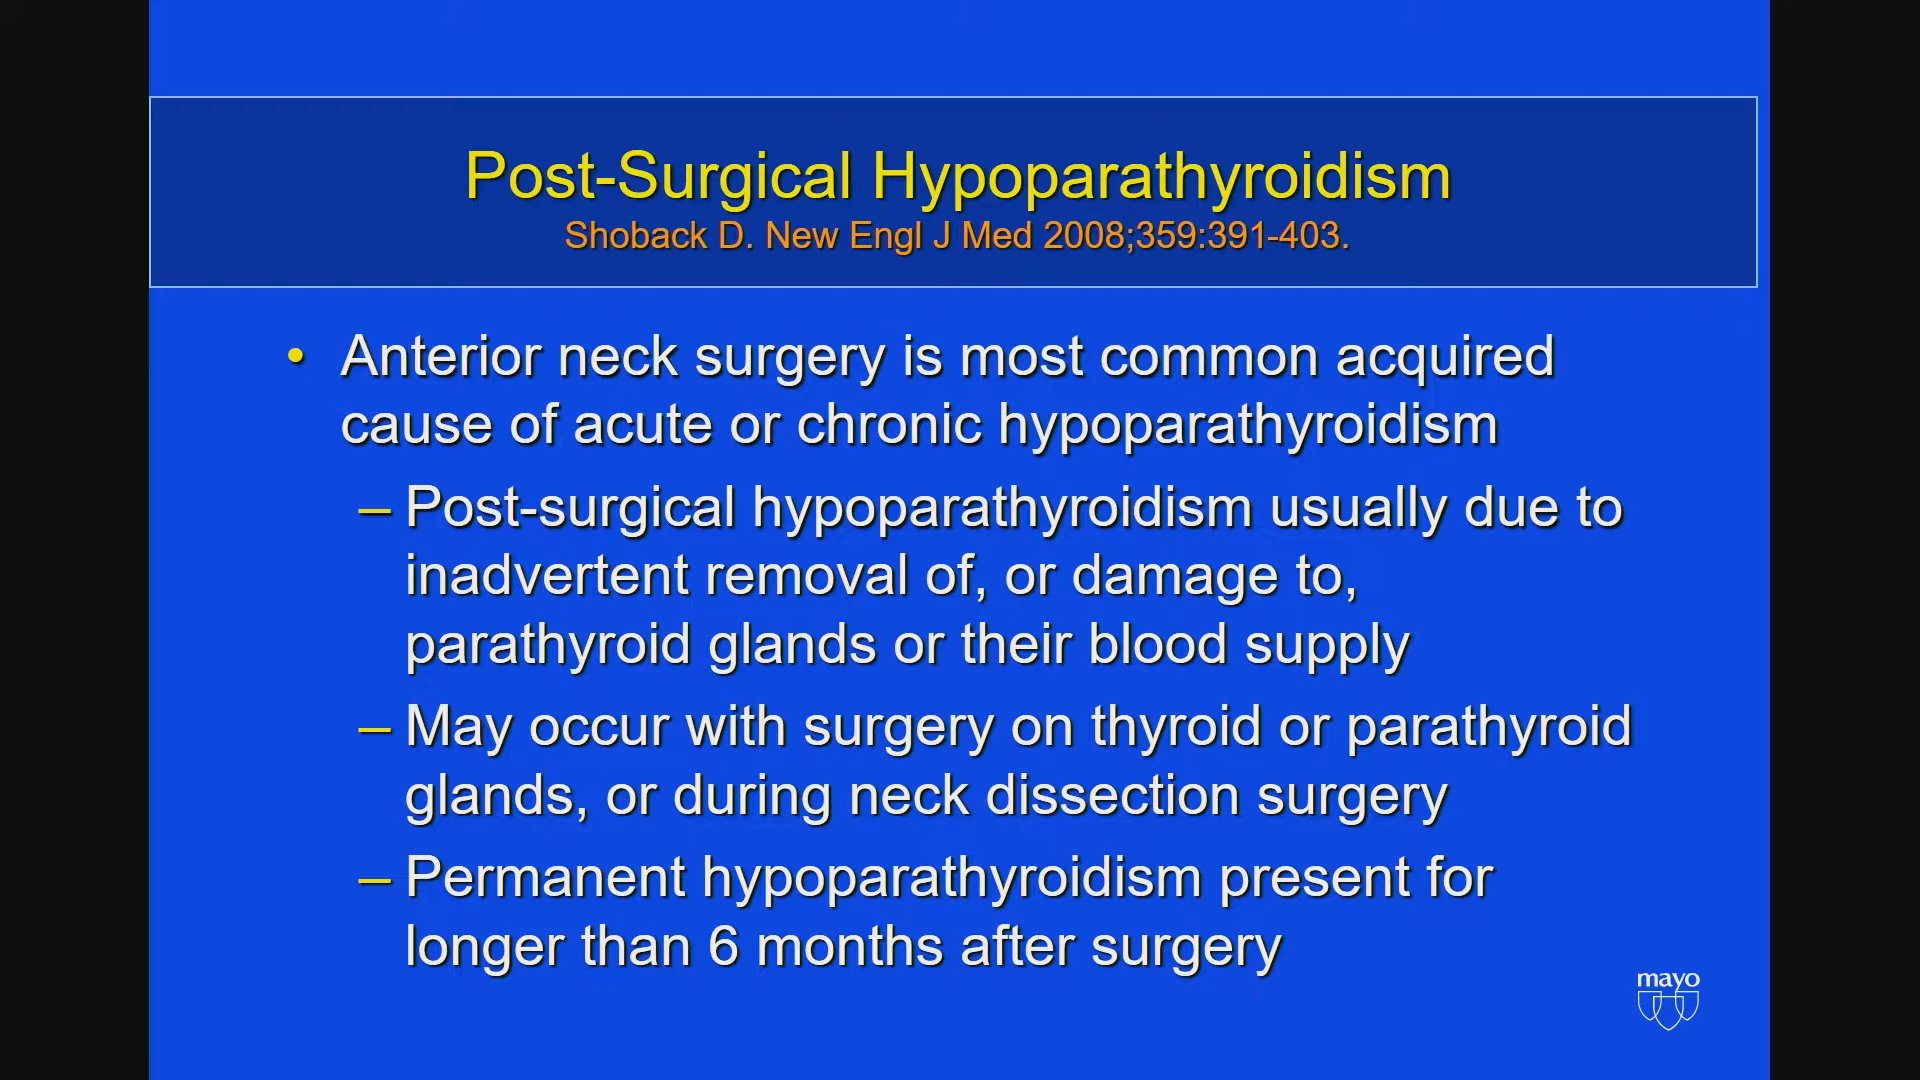 Post-Surgical Hypoparathyroidism
Shoback D. New Engl J Med 2008;359:391-403.
• Anterior neck surgery is most common acquired
cause of acute or chronic hypoparathyroidism
– Post-surgical hypoparathyroidism usually due to
inadvertent removal of, or damage to,
parathyroid glands or their blood supply
– May occur with surgery on thyroid or parathyroid
glands, or during neck dissection surgery
– Permanent hypoparathyroidism present for
longer than 6 months after surgery
mayo